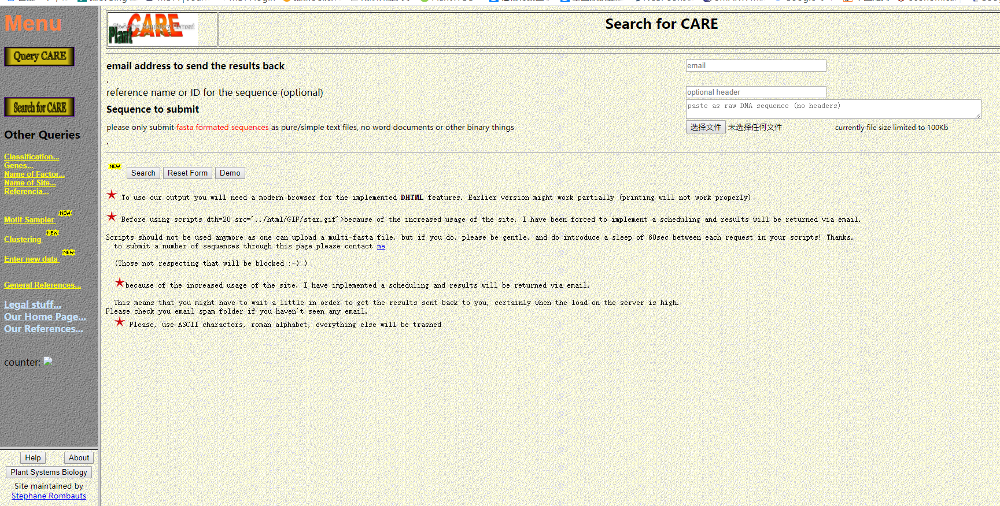 Menu
Query CARE
Search for CARE
Other Queries
Classification...
Genes...
Name of Factor...
Name of Site...
Referencia...
Motif Sampler NEW
Clustering NEW
Enter new data NEW
General References...
Legal stuff...
Our Home Page...
Our References...
counter:
Help About
Plant Systems Biology
Site maintained by
Stephane Rombauts
PlantCARE
Cis-Acting Regulatory Element
Search for CARE
email address to send the results back
email
.
reference name or ID for the sequence (optional)
optional header
Sequence to submit
paste as raw DNA sequence (no headers)
please only submit fasta formated sequences as pure/simple text files, no word documents or other binary things
选择文件 未选择任何文件 currently file size limited to 100Kb
.
NEW Search Reset Form Demo
To use our output you will need a modern browser for the implemented DHTML features. Earlier version might work partially (printing will not work properly)
Before using scripts dth=20 src='../html/GIF/star.gif'>because of the increased usage of the site, I have been forced to implement a scheduling and results will be returned via email.
Scripts should not be used anymore as one can upload a multi-fasta file, but if you do, please be gentle, and do introduce a sleep of 60sec between each request in your scripts! Thanks.
to submit a number of sequences through this page please contact me
(Those not respecting that will be blocked :-) )
because of the increased usage of the site, I have implemented a scheduling and results will be returned via email.
This means that you might have to wait a little in order to get the results sent back to you, certainly when the load on the server is high.
Please check you email spam folder if you haven't seen any email.
Please, use ASCII characters, roman alphabet, everything else will be trashed